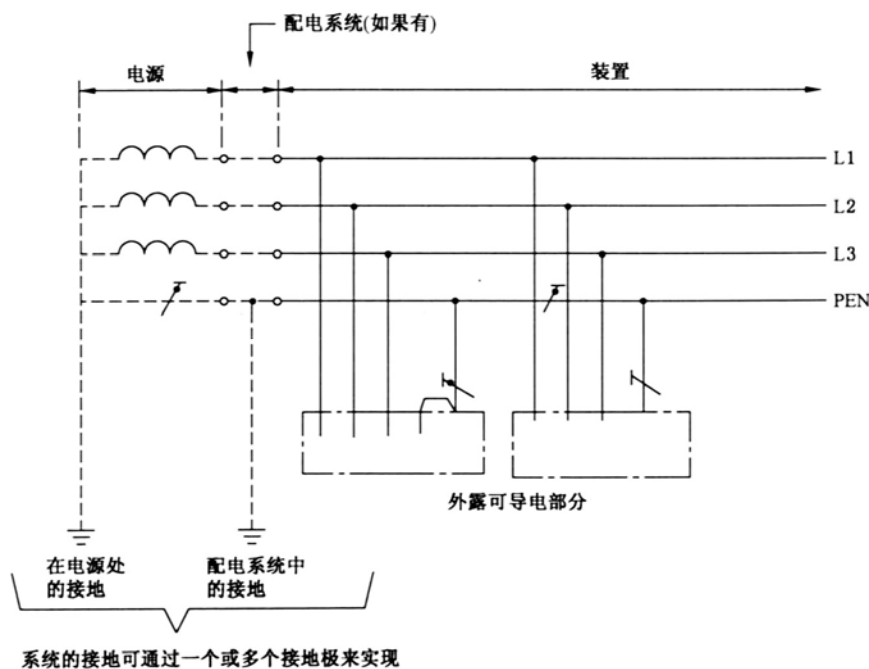 配电系统(如果有)
电源
装置
L1
L2
L3
PEN
外露可导电部分
在电源处
的接地
配电系统中
的接地
系统的接地可通过一个或多个接地极来实现